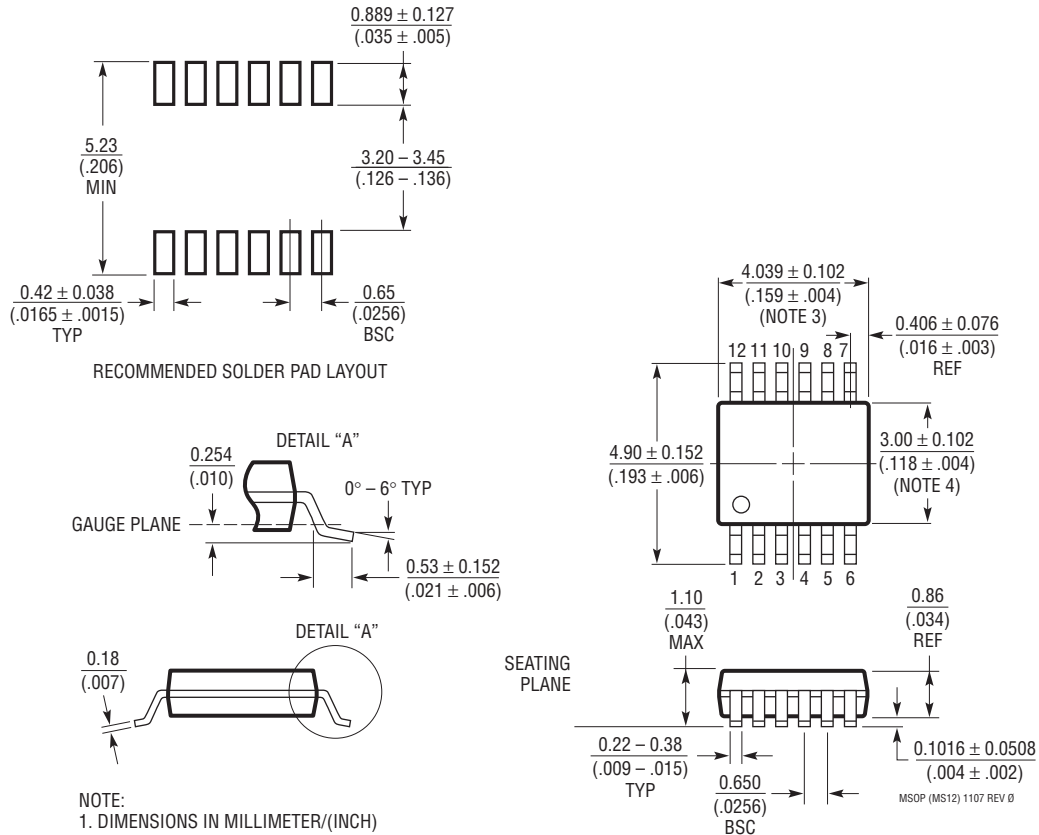 0.889 ± 0.127
(.035 ± .005)
5.23
(.206)
MIN
3.20 – 3.45
(.126 – .136)
0.42 ± 0.038
(.0165 ± .0015)
TYP
0.65
(.0256)
BSC
RECOMMENDED SOLDER PAD LAYOUT
4.039 ± 0.102
(.159 ± .004)
(NOTE 3)
0.406 ± 0.076
(.016 ± .003)
REF
12 11 10 9 8 7
4.90 ± 0.152
(.193 ± .006)
3.00 ± 0.102
(.118 ± .004)
(NOTE 4)
1 2 3 4 5 6
DETAIL “A”
0.254
(.010)
0° – 6° TYP
GAUGE PLANE
0.53 ± 0.152
(.021 ± .006)
DETAIL “A”
0.18
(.007)
SEATING
PLANE
1.10
(.043)
MAX
0.86
(.034)
REF
0.22 – 0.38
(.009 – .015)
TYP
0.650
(.0256)
BSC
0.1016 ± 0.0508
(.004 ± .002)
MSOP (MS12) 1107 REV Ø
NOTE:
1. DIMENSIONS IN MILLIMETER/(INCH)